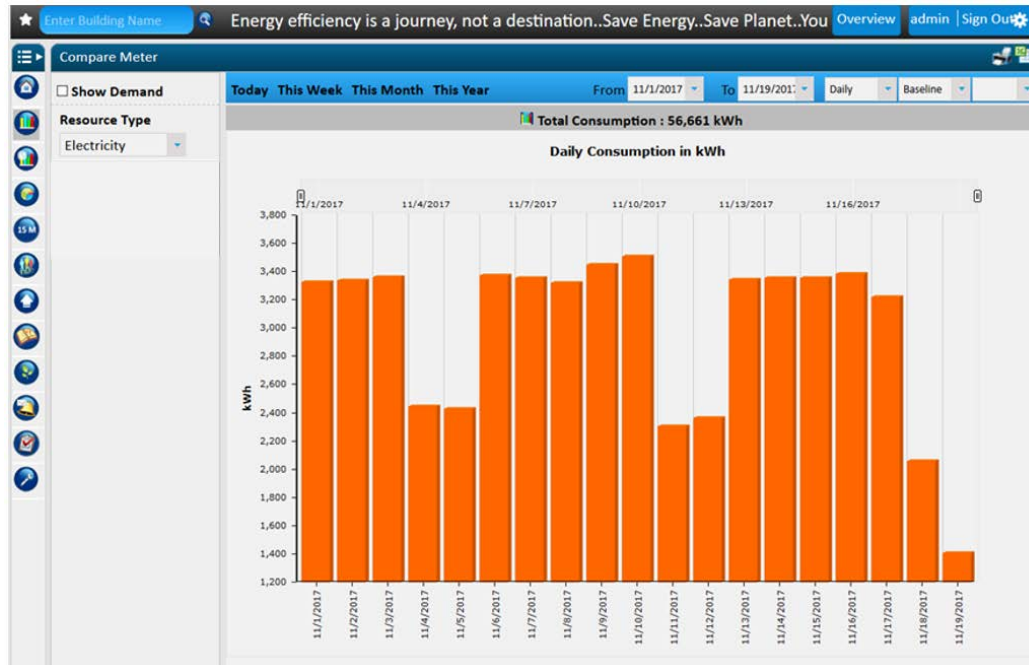 Enter Building Name
Energy efficiency is a journey, not a destination..Save Energy..Save Planet..You
Overview
admin | Sign Out
Compare Meter
Show Demand
Today This Week This Month This Year
From 11/1/2017 To 11/19/201 Daily Baseline
Resource Type
Electricity
Total Consumption : 56,661 kWh
Daily Consumption in kWh
11/1/2017 11/4/2017 11/7/2017 11/10/2017 11/13/2017 11/16/2017
3,800
3,600
3,400
3,200
3,000
2,800
2,600
2,400
2,200
2,000
1,800
1,600
1,400
1,200
kWh
11/1/2017
11/2/2017
11/3/2017
11/4/2017
11/5/2017
11/6/2017
11/7/2017
11/8/2017
11/9/2017
11/10/2017
11/11/2017
11/12/2017
11/13/2017
11/14/2017
11/15/2017
11/16/2017
11/17/2017
11/18/2017
11/19/2017
15 M